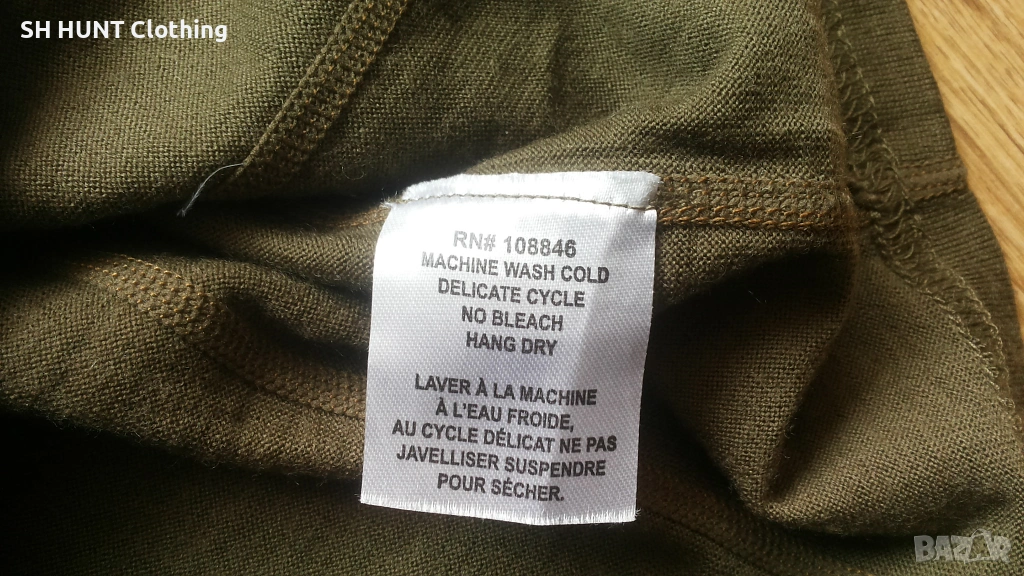 SH HUNT Clothing
RN# 108846
MACHINE WASH COLD
DELICATE CYCLE
NO BLEACH
HANG DRY
LAVER À LA MACHINE
À L'EAU FROIDE,
AU CYCLE DÉLICAT NE PAS
JAVELLISER SUSPENDRE
POUR SÉCHER.
BAZAR